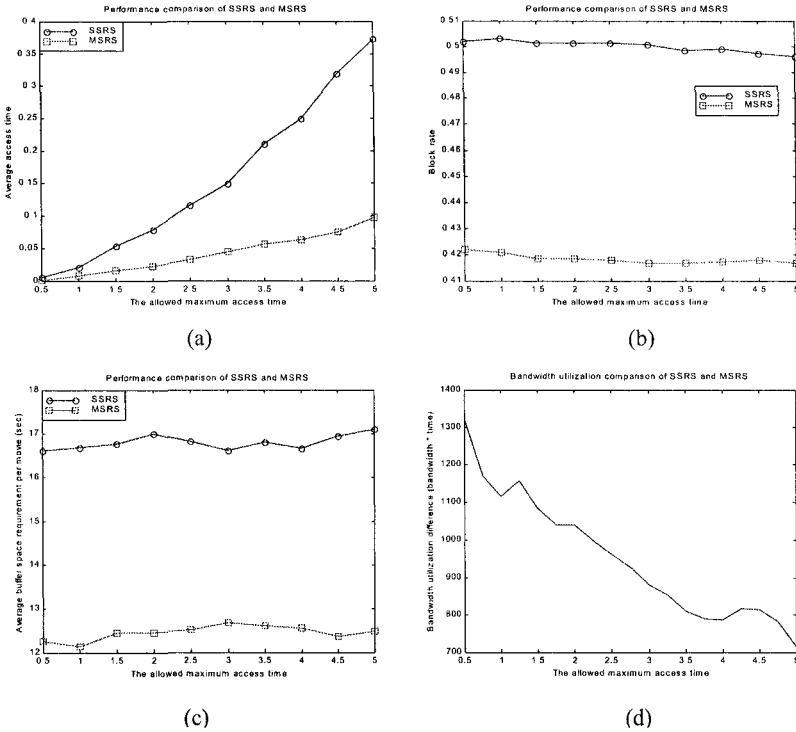 Performance comparison of SSRS and MSRS
SSRS
MSRS
Average access time
0 4
0 35
0 3
0 25
0 2
0 15
0 1
0 05
0
0 5 1 1 5 2 2.5 3 3.5 4 4.5 5
The allowed maximum access time
(a)
Performance comparison of SSRS and MSRS
SSRS
MSRS
Block rate
0 51
0 5
0 49
0 48
0 47
0 46
0 45
0 44
0 43
0 42
0 41
0 5 1 1 5 2 2 5 3 3 5 4 4 5 5
The allowed maximum access time
(b)
Performance comparison of SSRS and MSRS
SSRS
MSRS
Average buffer space requirement per movie (sec)
18
17
16
15
14
13
12
0 5 1 1 5 2 2.5 3 3.5 4 4.5 5
The allowed maximum access time
(c)
Bandwidth utilization comparison of SSRS and MSRS
Bandwidth utilization difference (bandwidth * time)
1400
1300
1200
1100
1000
900
800
700
0.5 1 1 5 2 2 5 3 3 5 4 4 5 5
The allowed maximum access time
(d)